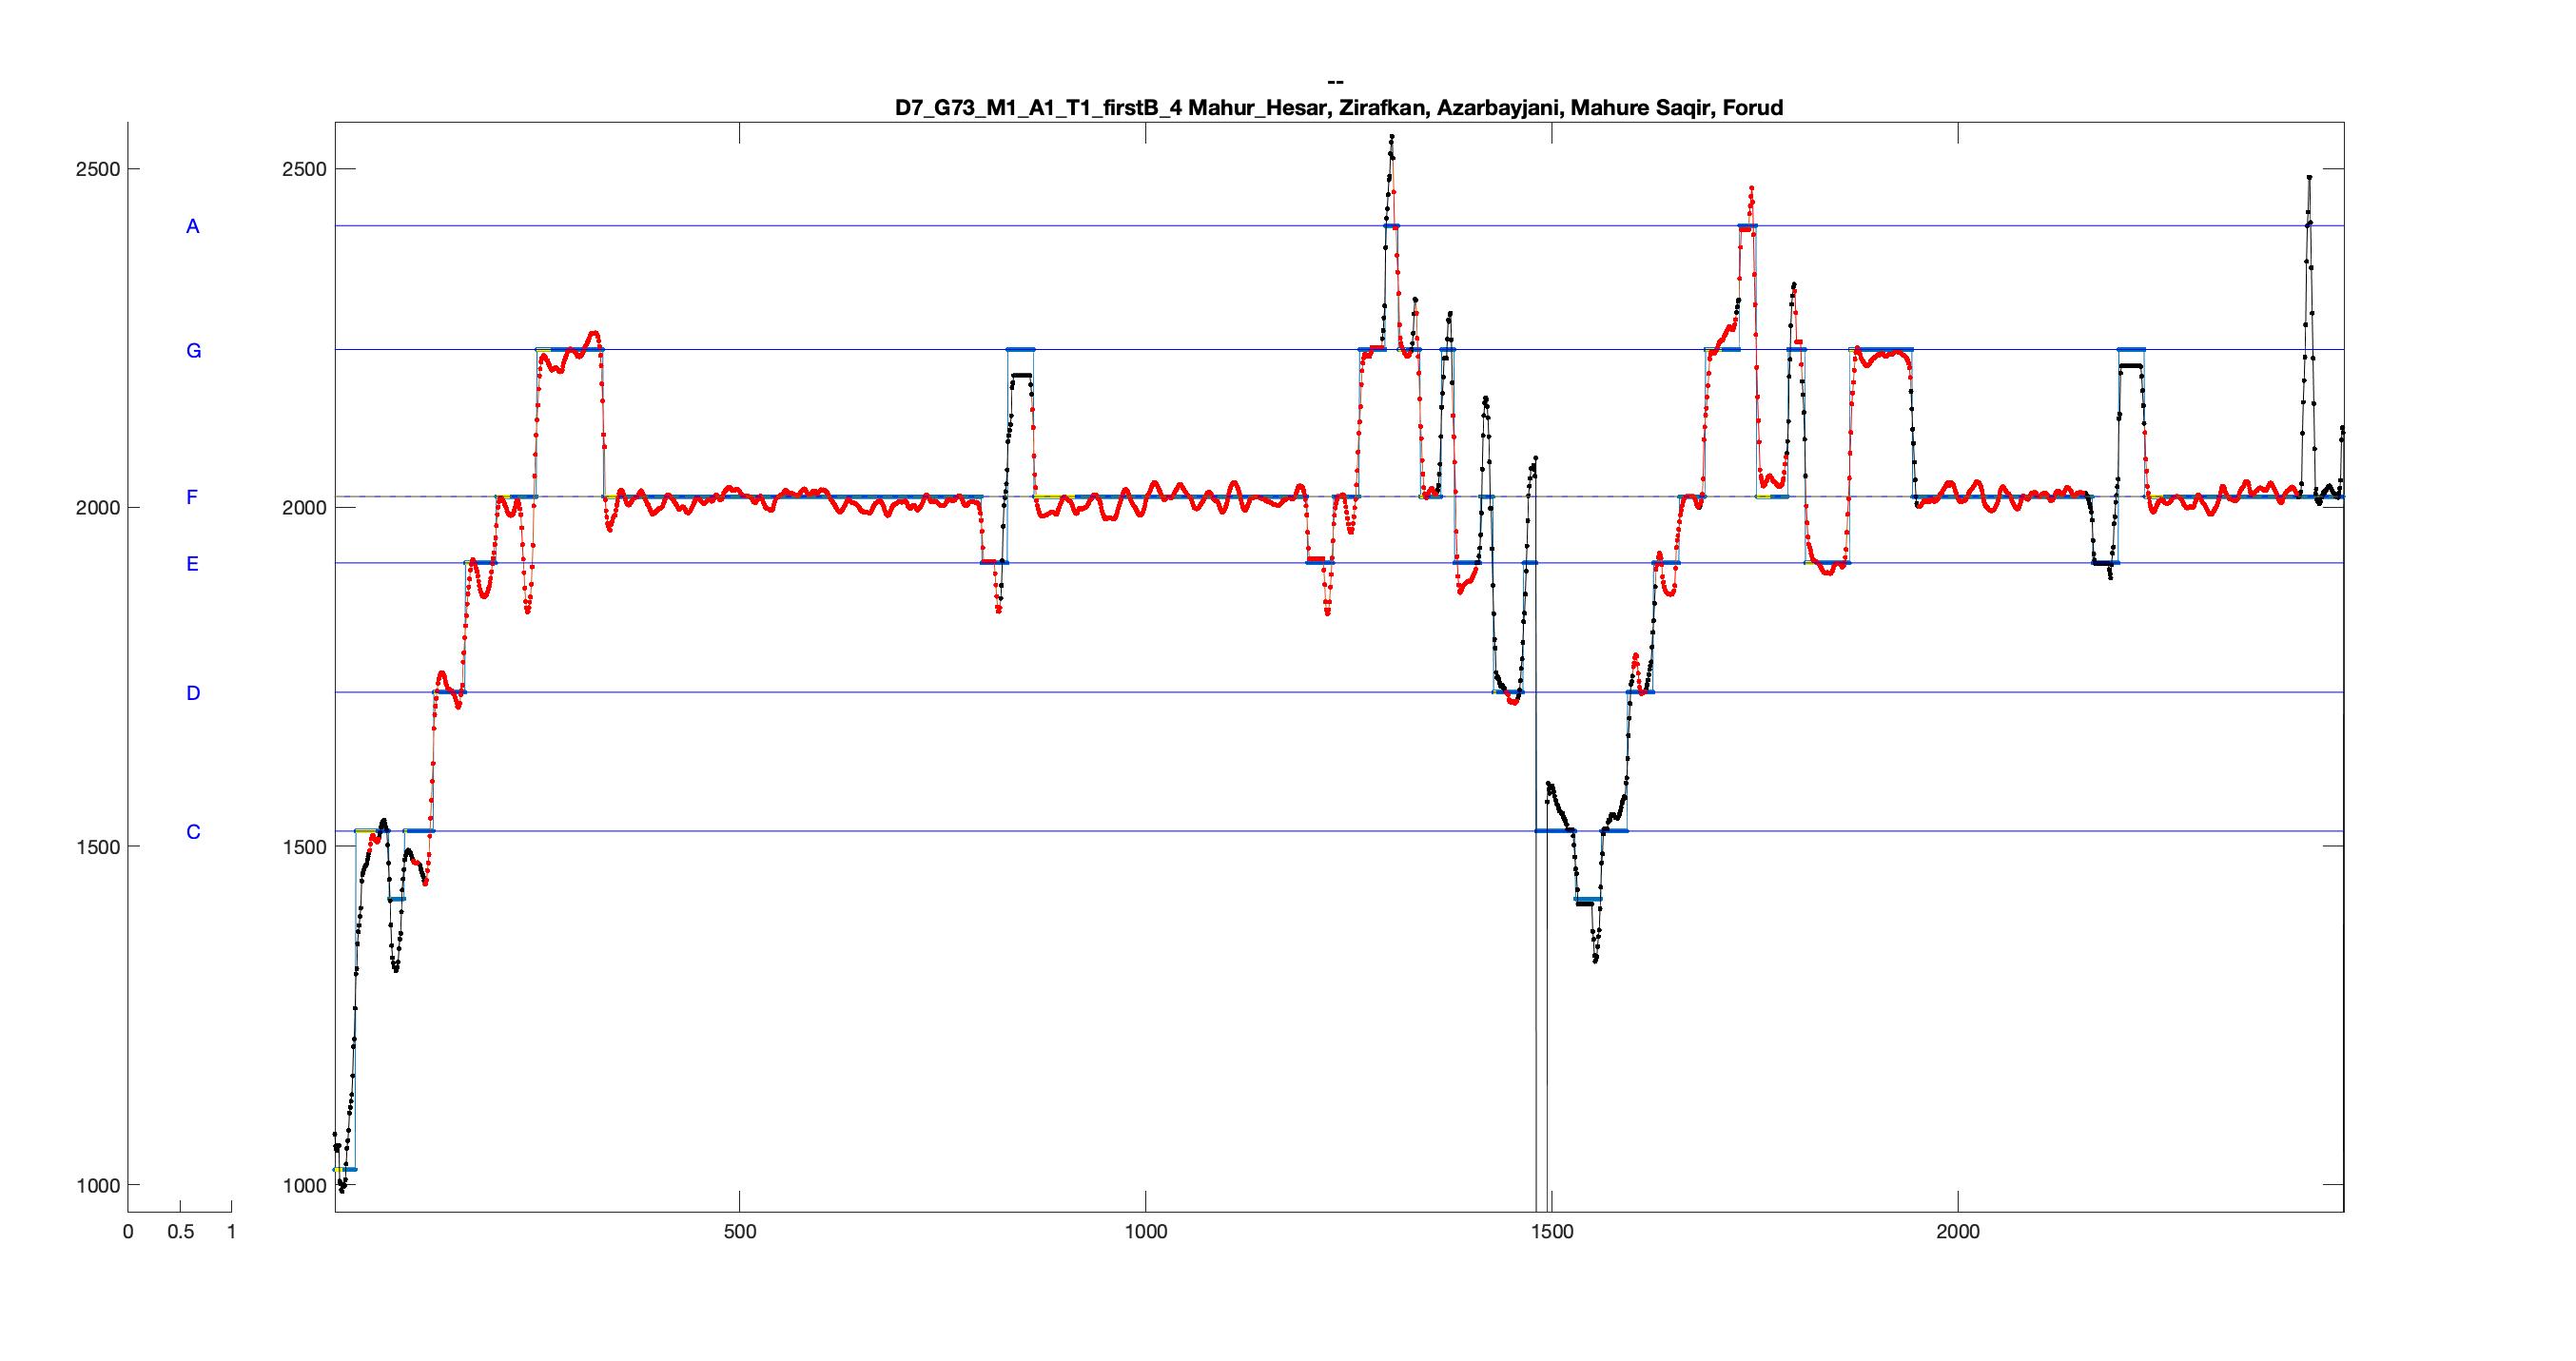 --
D7_G73_M1_A1_T1_firstB_4 Mahur_Hesar, Zirafkan, Azarbayjani, Mahure Saqir, Forud
2500 2500
A
G
F
2000 2000
E
D
C
1500 1500
1000 1000
0 0.5 1 500 1000 1500 2000